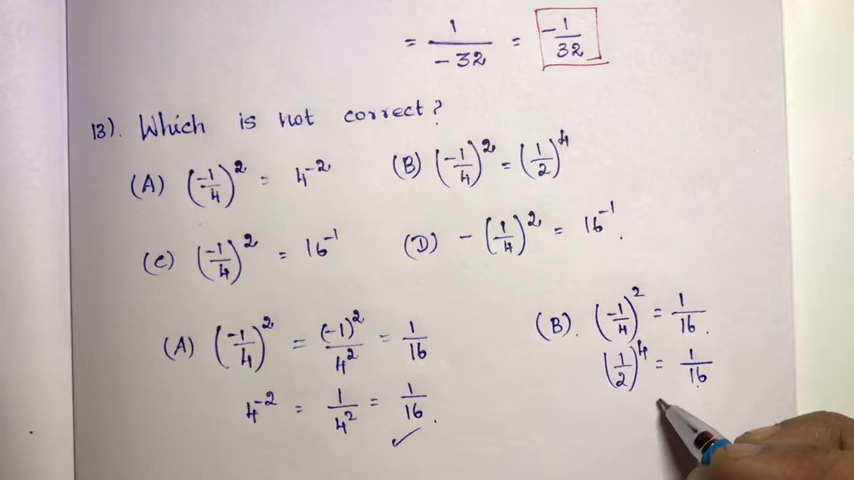 = 1/-32 = -1/32
13). Which is not correct?
(A) (-1/4)^2 = 4^-2 (B) (-1/4)^2 = (1/2)^4
(C) (-1/4)^2 = 16^-1 (D) -(1/4)^2 = 16^-1.
(A) (-1/4)^2 = (-1)^2/4^2 = 1/16
4^-2 = 1/4^2 = 1/16.
(B). (-1/4)^2 = 1/16.
(1/2)^4 = 1/16